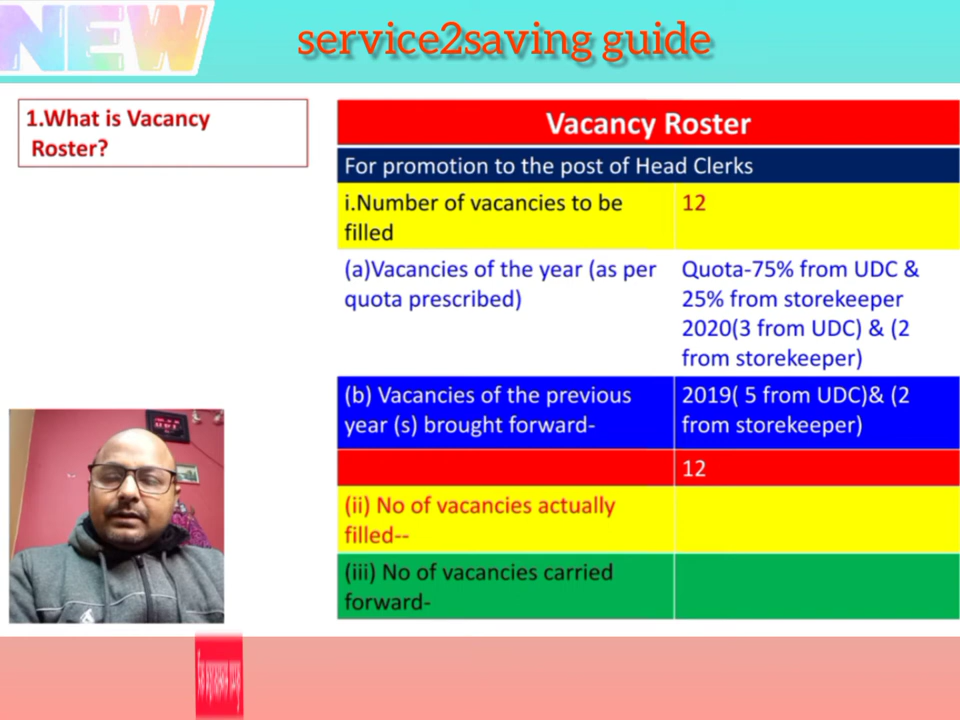 NEW
service2saving guide
1.What is Vacancy
Roster?
Vacancy Roster
For promotion to the post of Head Clerks
i.Number of vacancies to be
filled
12
(a)Vacancies of the year (as per
quota prescribed)
Quota-75% from UDC &
25% from storekeeper
2020(3 from UDC) & (2
from storekeeper)
(b) Vacancies of the previous
year (s) brought forward-
2019( 5 from UDC)& (2
from storekeeper)
12
(ii) No of vacancies actually
filled--
(iii) No of vacancies carried
forward-